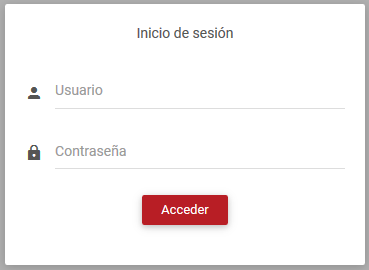 Inicio de sesión
Usuario
Contraseña
Acceder